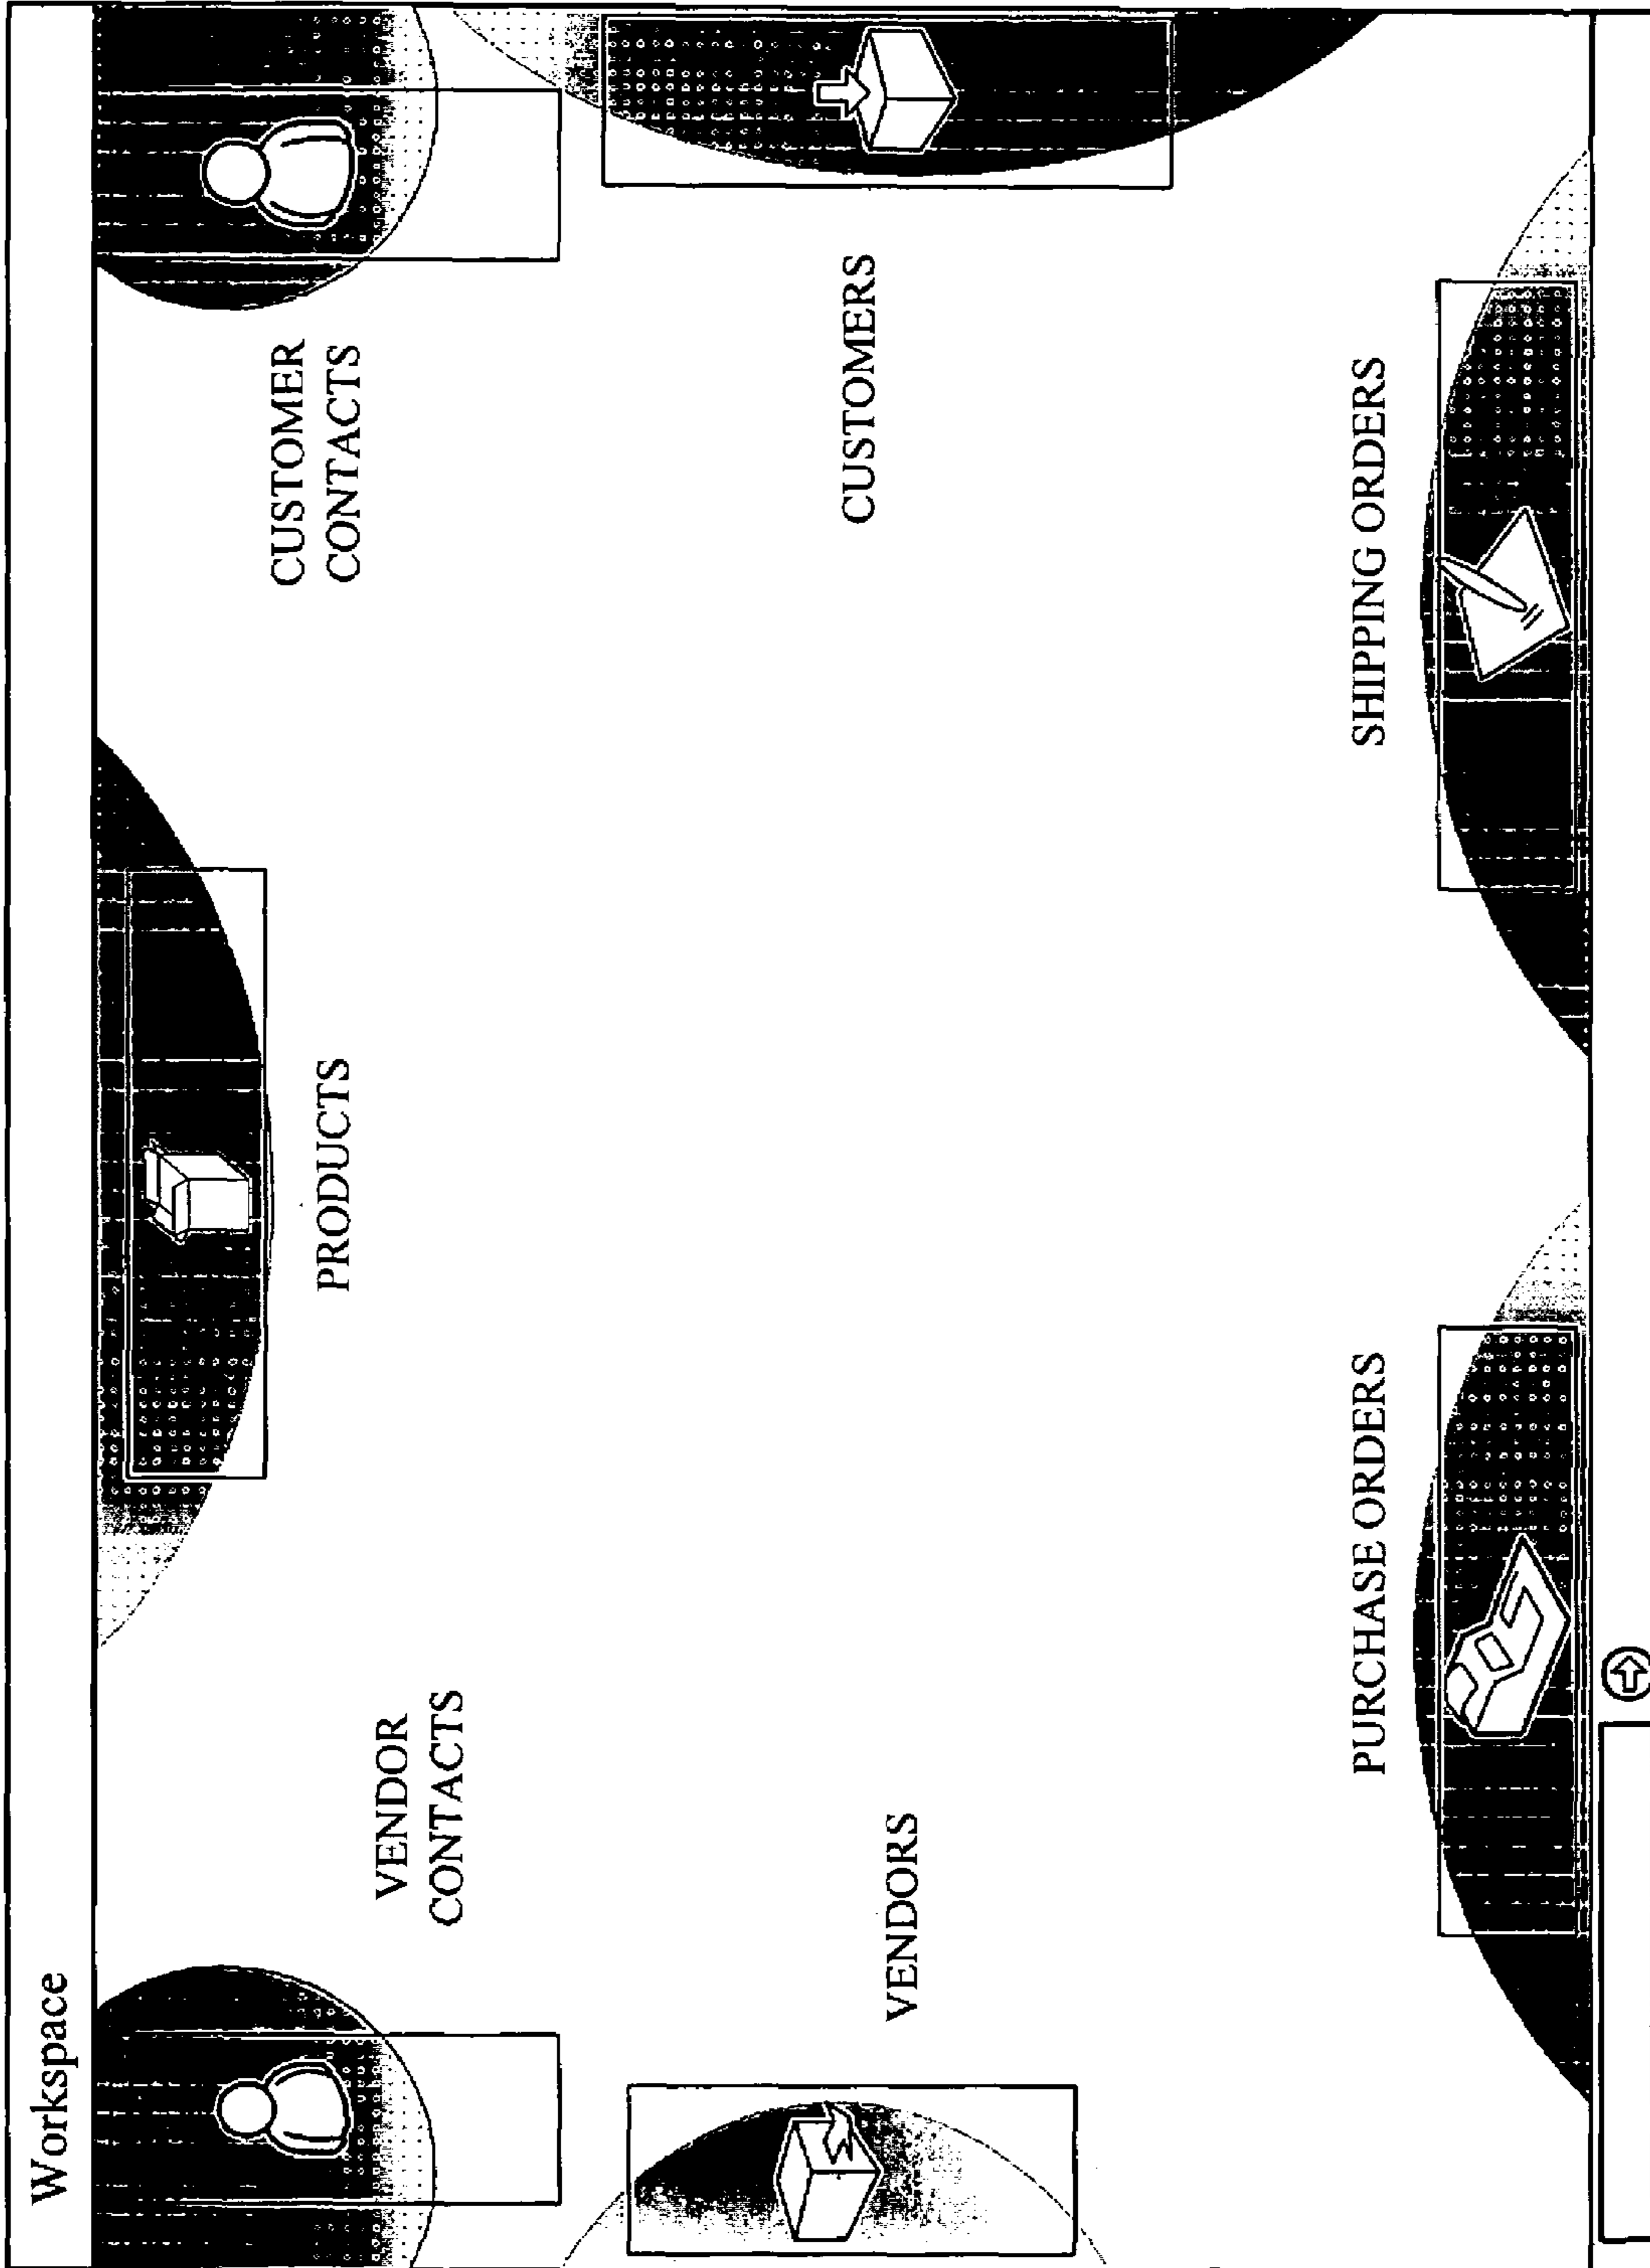 Workspace
VENDOR
CONTACTS
PRODUCTS
CUSTOMER
CONTACTS
VENDORS
CUSTOMERS
PURCHASE ORDERS
SHIPPING ORDERS